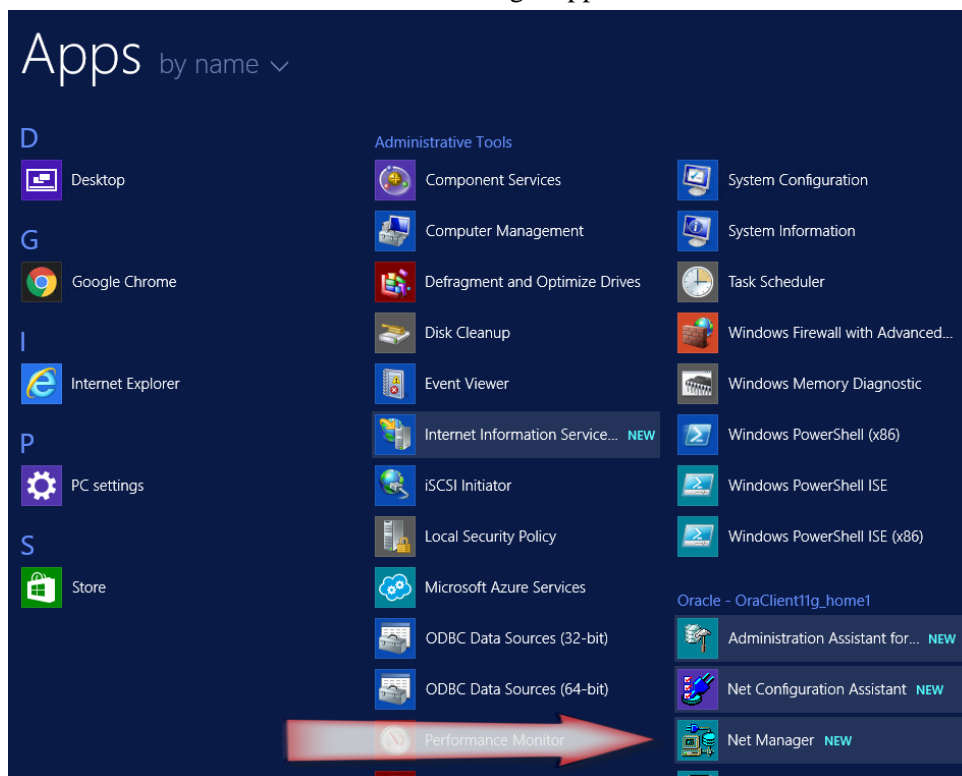 Apps by name
D
Desktop
G
Google Chrome
I
Internet Explorer
P
PC settings
S
Store
Administrative Tools
Component Services
Computer Management
Defragment and Optimize Drives
Disk Cleanup
Event Viewer
Internet Information Service... NEW
iSCSI Initiator
Local Security Policy
Microsoft Azure Services
ODBC Data Sources (32-bit)
ODBC Data Sources (64-bit)
Performance Monitor
System Configuration
System Information
Task Scheduler
Windows Firewall with Advanced...
Windows Memory Diagnostic
Windows PowerShell (x86)
Windows PowerShell ISE
Windows PowerShell ISE (x86)
Oracle - OraClient11g_home1
Administration Assistant for... NEW
Net Configuration Assistant NEW
Net Manager NEW